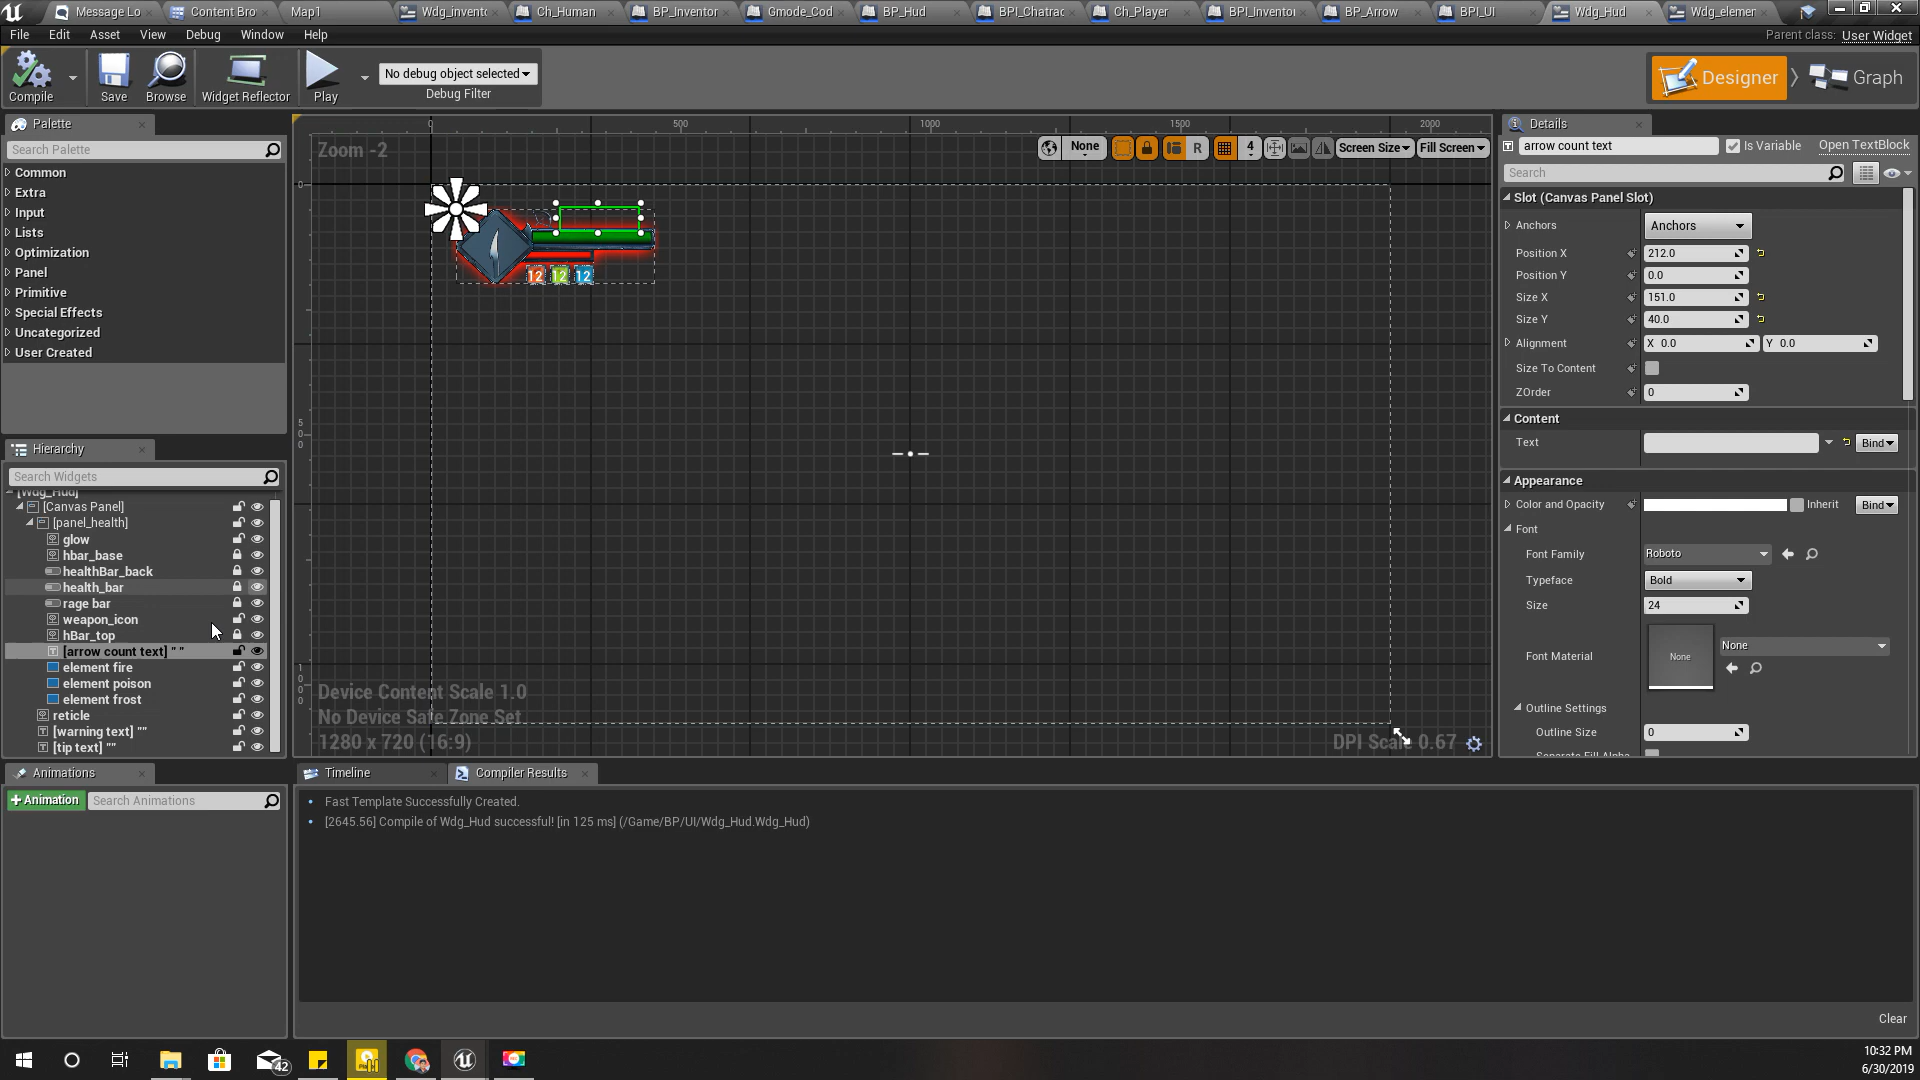 Message Lo
Content Bro
Map1
Wdg_invento
Ch_Human
BP_Inventor
Gmode_Cod
BP_Hud
BPI_Chatrac
Ch_Player
BPI_Invento
BP_Arrow
BPI_UI
Wdg_Hud
Wdg_elemer
File Edit Asset View Debug Window Help
Parent class: User Widget
No debug object selected
Debug Filter
Compile Save Browse Widget Reflector Play
Designer
Graph
Palette
Search Palette
Common
Extra
Input
Lists
Optimization
Panel
Primitive
Special Effects
Uncategorized
User Created
Hierarchy
Search Widgets
[Wdg_Hud]
[Canvas Panel]
[panel_health]
glow
hbar_base
healthBar_back
health_bar
rage bar
weapon_icon
hBar_top
[arrow count text] " "
element fire
element poison
element frost
reticle
[warning text] ""
[tip text] ""
Animations
+Animation
Search Animations
0 500 1000 1500 2000
Zoom -2
None
R
4
Screen Size
Fill Screen
0
500
12 12 12
Device Content Scale 1.0
No Device Safe Zone Set
1280 x 720 (16:9)
DPI Scale 0.67
Timeline
Compiler Results
Fast Template Successfully Created.
[2645.56] Compile of Wdg_Hud successful! [in 125 ms] (/Game/BP/UI/Wdg_Hud.Wdg_Hud)
Clear
Details
arrow count text
Is Variable
Open TextBlock
Search
Slot (Canvas Panel Slot)
Anchors Anchors
Position X 212.0
Position Y 0.0
Size X 151.0
Size Y 40.0
Alignment X 0.0 Y 0.0
Size To Content
ZOrder 0
Content
Text Bind
Appearance
Color and Opacity Inherit Bind
Font
Font Family Roboto
Typeface Bold
Size 24
Font Material None None
Outline Settings
Outline Size 0
Separate Fill Alpha
42
10:32 PM
6/30/2019